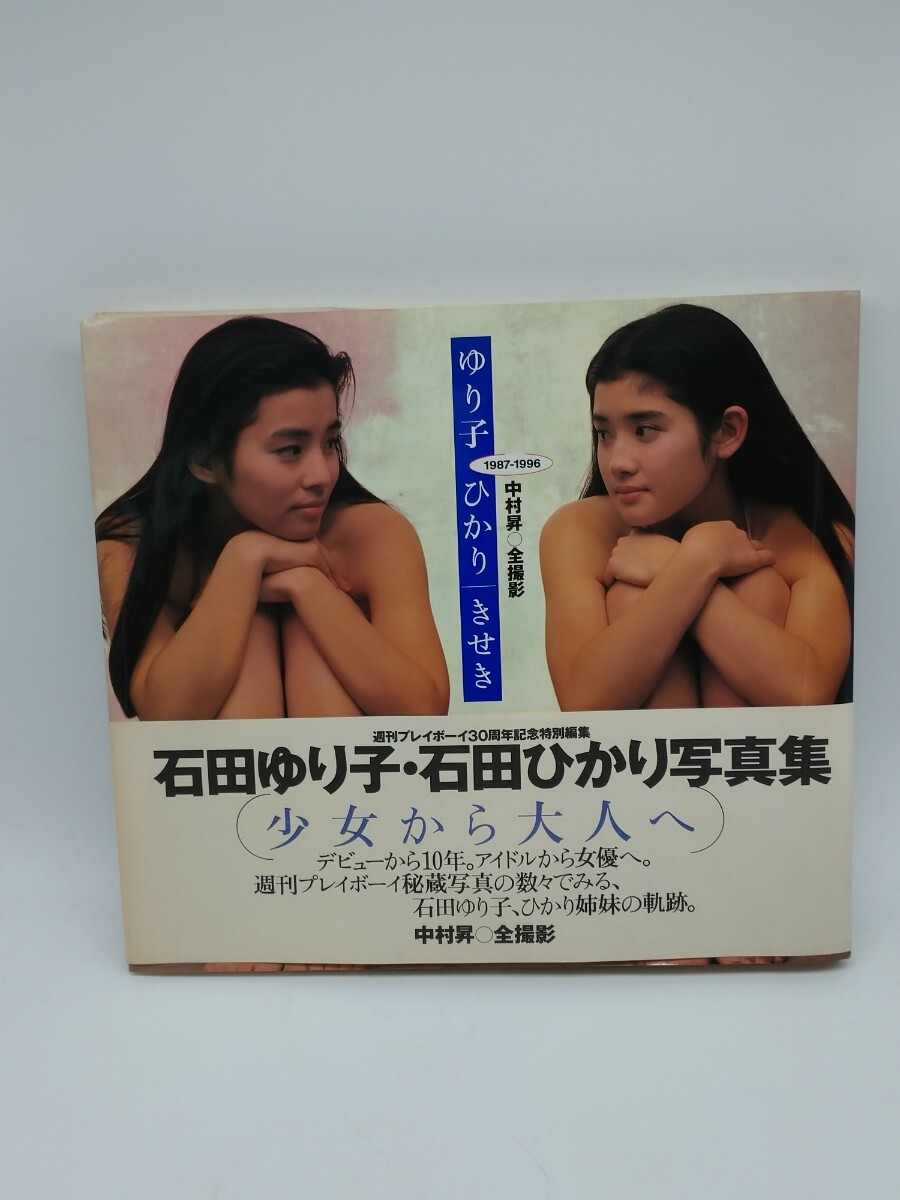 ゆり子ひかり|きせき
1987-1996
中村昇○全撮影
週刊プレイボーイ30周年記念特別編集
石田ゆり子・石田ひかり写真集
(少女から大人へ)
デビューから10年。アイドルから女優へ。
週刊プレイボーイ秘蔵写真の数々でみる、
石田ゆり子、ひかり姉妹の軌跡。
中村昇○全撮影